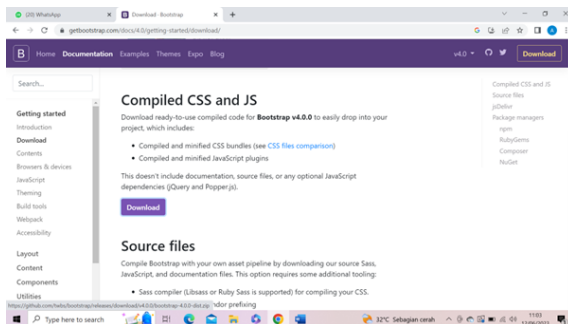 (20) WhatsApp
Download · Bootstrap
getbootstrap.com/docs/4.0/getting-started/download/
B Home Documentation Examples Themes Expo Blog v4.0 Download
Search...
Getting started
Introduction
Download
Contents
Browsers & devices
JavaScript
Theming
Build tools
Webpack
Accessibility
Layout
Content
Components
Utilities
Compiled CSS and JS
Download ready-to-use compiled code for Bootstrap v4.0.0 to easily drop into your
project, which includes:
• Compiled and minified CSS bundles (see CSS files comparison)
• Compiled and minified JavaScript plugins
This doesn't include documentation, source files, or any optional JavaScript
dependencies (jQuery and Popper.js).
Download
Source files
Compile Bootstrap with your own asset pipeline by downloading our source Sass,
JavaScript, and documentation files. This option requires some additional tooling:
• Sass compiler (Libsass or Ruby Sass is supported) for compiling your CSS.
prefixing
Compiled CSS and JS
Source files
jsDelivr
Package managers
npm
RubyGems
Composer
NuGet
https://github.com/twbs/bootstrap/releases/download/v4.0.0/bootstrap-4.0.0-dist.zip
Type here to search
32°C Sebagian cerah
11:03